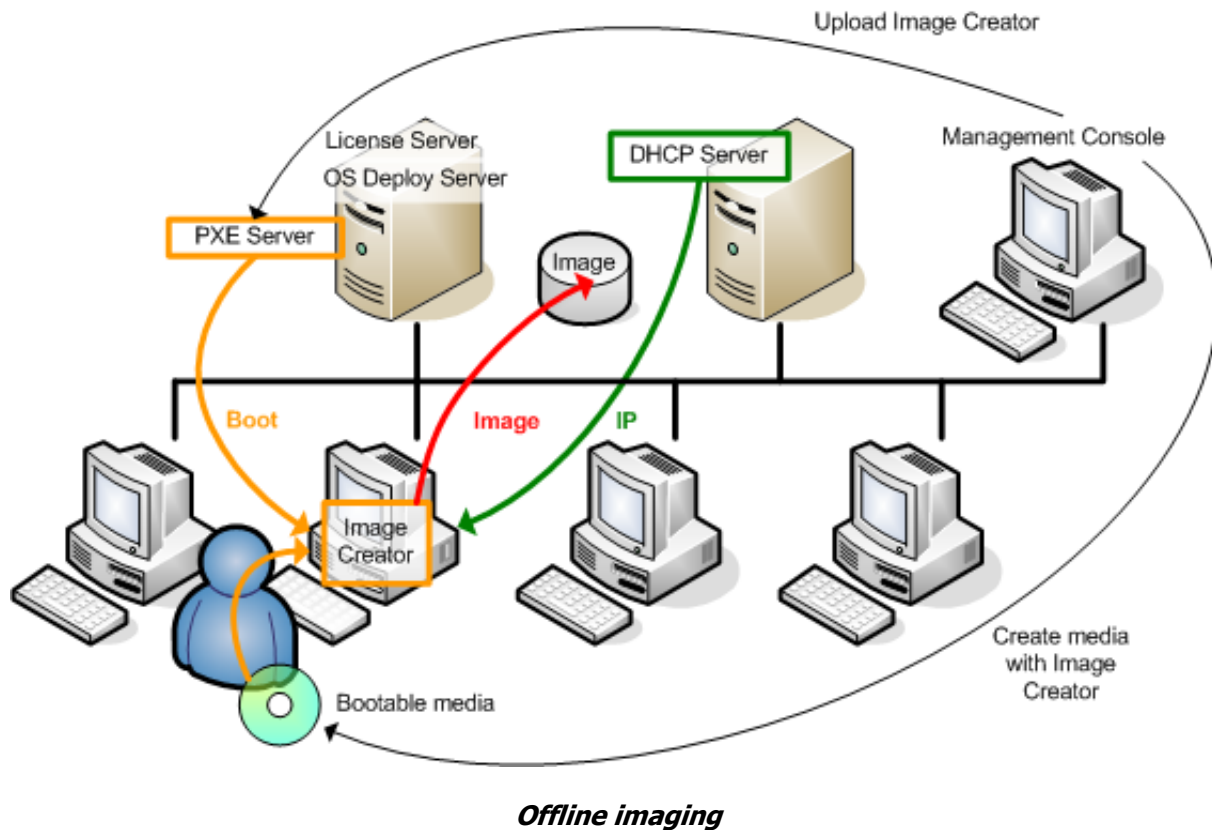 Upload Image Creator
License Server
OS Deploy Server
DHCP Server
Management Console
PXE Server
Image
Boot
Image
IP
Image
Creator
Create media
with Image
Creator
Bootable media
Offline imaging